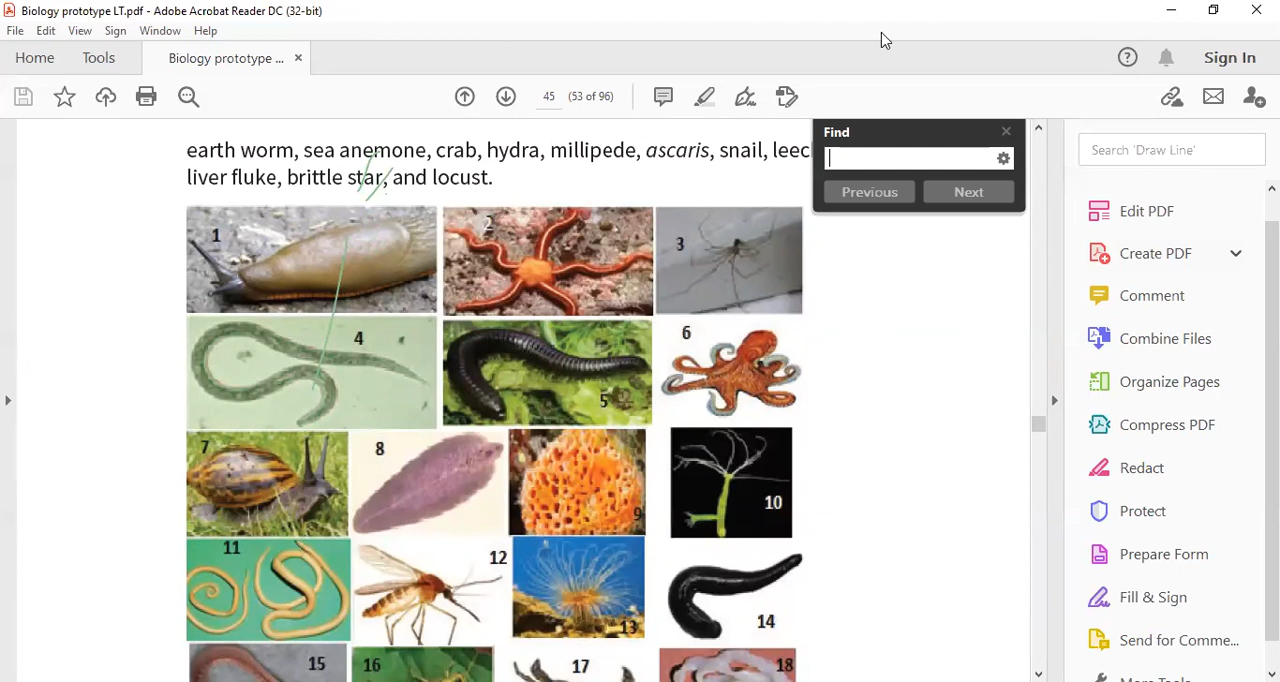 Biology prototype LT.pdf - Adobe Acrobat Reader DC (32-bit)
File Edit View Sign Window Help
Home Tools Biology prototype ... × Sign In
45 (53 of 96)
earth worm, sea anemone, crab, hydra, millipede, ascaris, snail, leec
liver fluke, brittle star, and locust.
Find
Previous Next
Search 'Draw Line'
Edit PDF
Create PDF
Comment
Combine Files
Organize Pages
Compress PDF
Redact
Protect
Prepare Form
Fill & Sign
Send for Comme...
1 2 3
4 5 6
7 8 9 10
11 12 13 14
15 16 17 18